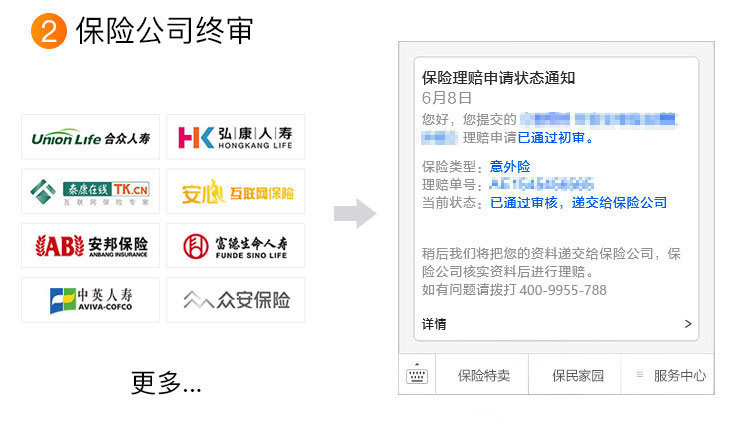 2 保险公司终审
Union Life 合众人寿
HK 弘康人寿
HONGKANG LIFE
泰康在线 TK.CN
互联网保险专家
安心 互联网保险
AB 安邦保险
ANBANG INSURANCE
富德生命人寿
FUNDE SINO LIFE
中英人寿
AVIVA-COFCO
众安保险
更多...
保险理赔申请状态通知
6月8日
您好，您提交的
理赔申请已通过初审。
保险类型：意外险
理赔单号：
当前状态：已通过审核，递交给保险公司
稍后我们将把您的资料递交给保险公司，保
险公司核实资料后进行理赔。
如有问题请拨打 400-9955-788
详情 >
保险特卖
保民家园
≡ 服务中心